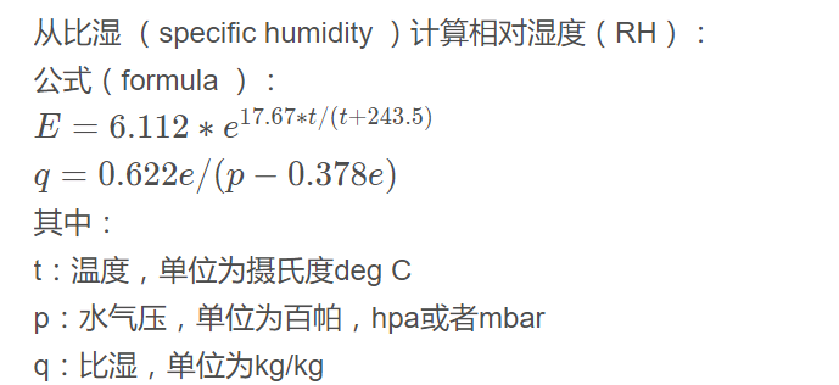 从比湿 （ specific humidity ）计算相对湿度（ RH ）：
公式（ formula ）：
E = 6.112 * e^{17.67*t/(t+243.5)}
q = 0.622e/(p − 0.378e)
其中：
t：温度，单位为摄氏度deg C
p：水气压，单位为百帕，hpa或者mbar
q：比湿，单位为kg/kg